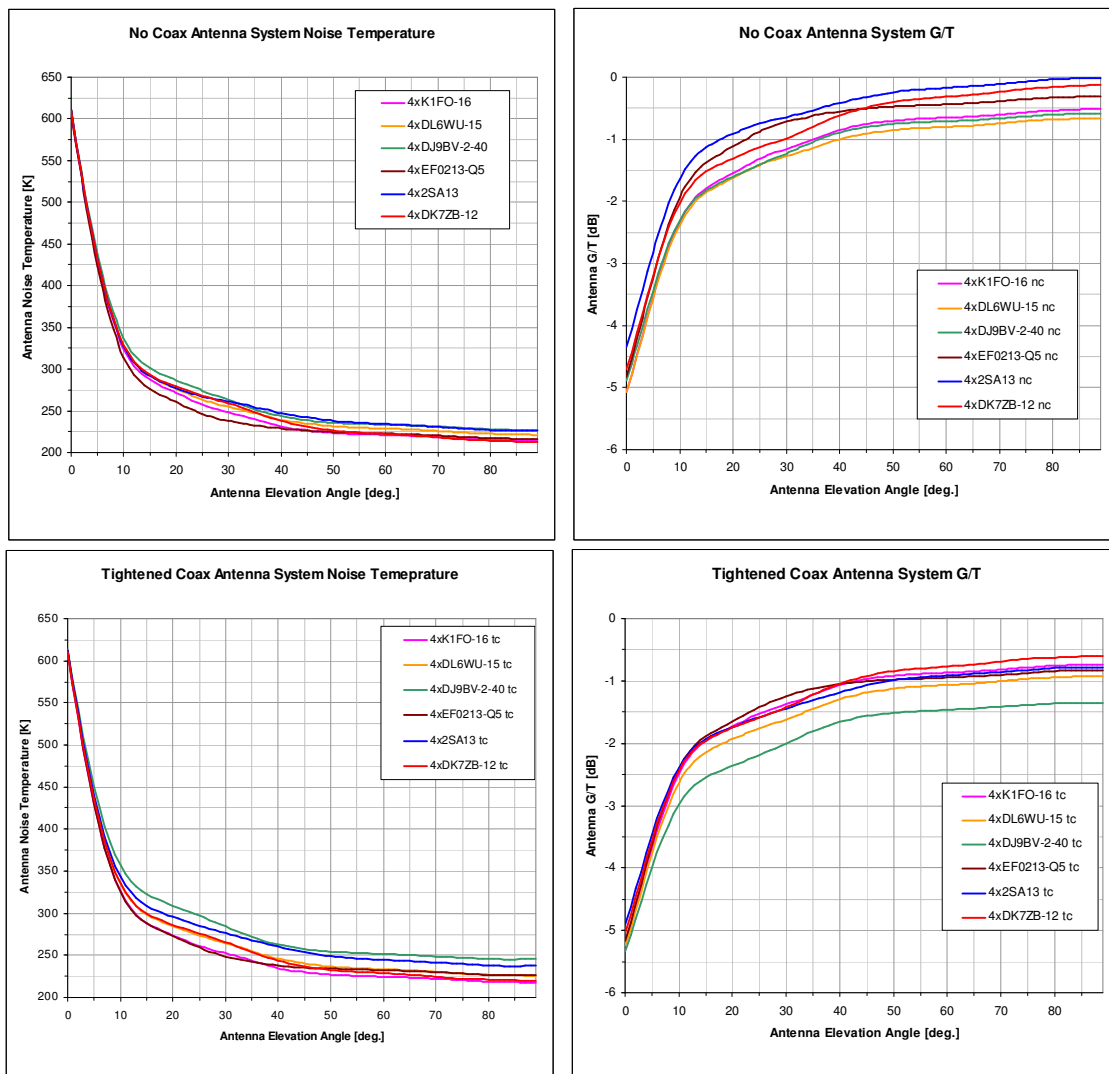 No Coax Antenna System Noise Temperature
650
600
550
500
450
400
350
300
250
200
Antenna Noise Temperature [K]
4xK1FO-16
4xDL6WU-15
4xDJ9BV-2-40
4xEF0213-Q5
4x2SA13
4xDK7ZB-12
0 10 20 30 40 50 60 70 80
Antenna Elevation Angle [deg.]
No Coax Antenna System G/T
0
-1
-2
-3
-4
-5
-6
Antenna G/T [dB]
4xK1FO-16 nc
4xDL6WU-15 nc
4xDJ9BV-2-40 nc
4xEF0213-Q5 nc
4x2SA13 nc
4xDK7ZB-12 nc
0 10 20 30 40 50 60 70 80
Antenna Elevation Angle [deg.]
Tightened Coax Antenna System Noise Temeprature
650
600
550
500
450
400
350
300
250
200
Antenna Noise Temperature [K]
4xK1FO-16 tc
4xDL6WU-15 tc
4xDJ9BV-2-40 tc
4xEF0213-Q5 tc
4x2SA13 tc
4xDK7ZB-12 tc
0 10 20 30 40 50 60 70 80
Antenna Elevation Angle [deg.]
Tightened Coax Antenna System G/T
0
-1
-2
-3
-4
-5
-6
Antenna G/T [dB]
4xK1FO-16 tc
4xDL6WU-15 tc
4xDJ9BV-2-40 tc
4xEF0213-Q5 tc
4x2SA13 tc
4xDK7ZB-12 tc
0 10 20 30 40 50 60 70 80
Antenna Elevation Angle [deg.]